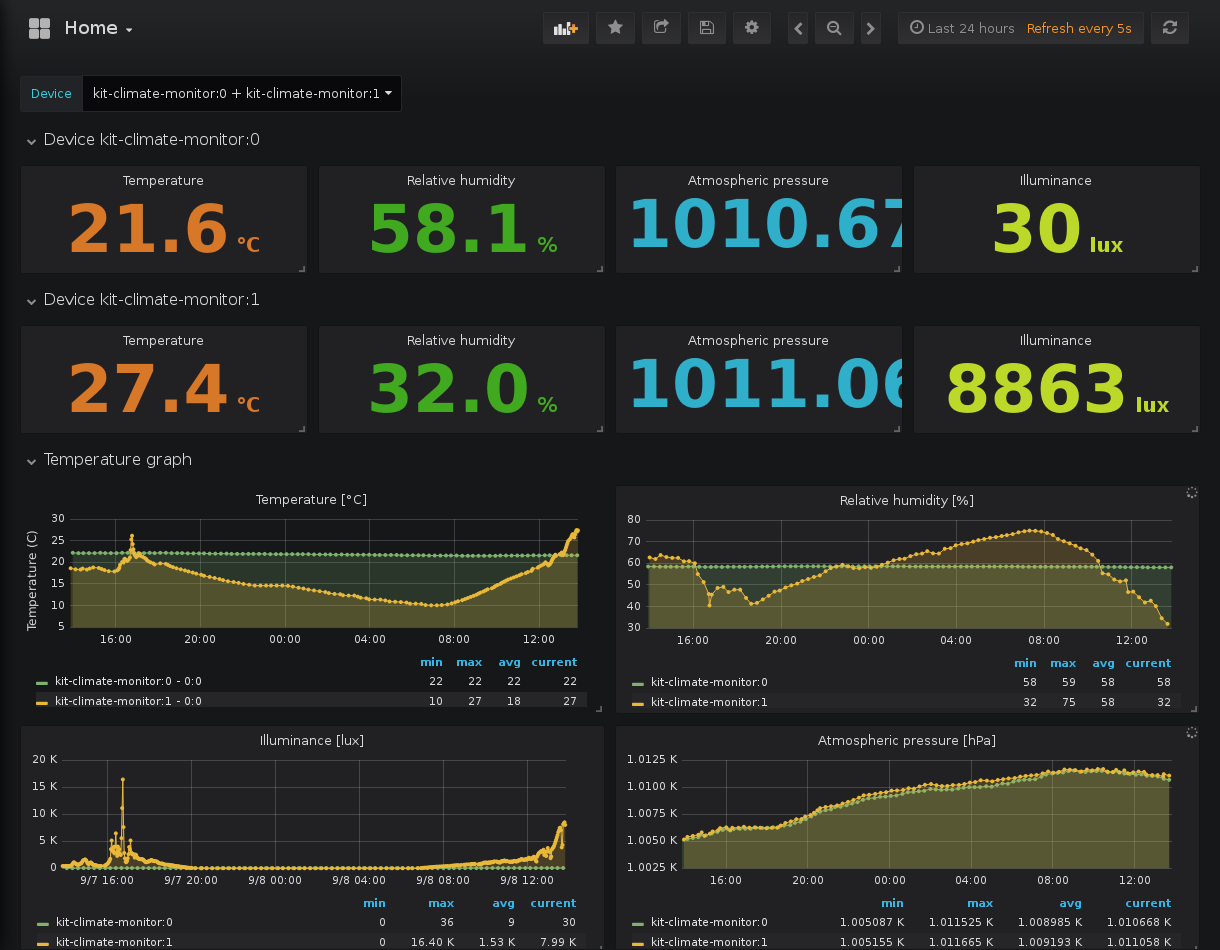 Home
Last 24 hours Refresh every 5s
Device kit-climate-monitor:0 + kit-climate-monitor:1
Device kit-climate-monitor:0
Temperature Relative humidity Atmospheric pressure Illuminance
21.6 °C 58.1 % 1010.67 30 lux
Device kit-climate-monitor:1
Temperature Relative humidity Atmospheric pressure Illuminance
27.4 °C 32.0 % 1011.06 8863 lux
Temperature graph
Temperature [°C]
Temperature (C)
30
25
20
15
10
5
16:00 20:00 00:00 04:00 08:00 12:00
min max avg current
kit-climate-monitor:0 - 0:0 22 22 22 22
kit-climate-monitor:1 - 0:0 10 27 18 27
Relative humidity [%]
80
70
60
50
40
30
16:00 20:00 00:00 04:00 08:00 12:00
min max avg current
kit-climate-monitor:0 58 59 58 58
kit-climate-monitor:1 32 75 58 32
Illuminance [lux]
20 K
15 K
10 K
5 K
0
9/7 16:00 9/7 20:00 9/8 00:00 9/8 04:00 9/8 08:00 9/8 12:00
min max avg current
kit-climate-monitor:0 0 36 9 30
kit-climate-monitor:1 0 16.40 K 1.53 K 7.99 K
Atmospheric pressure [hPa]
1.0125 K
1.0100 K
1.0075 K
1.0050 K
1.0025 K
16:00 20:00 00:00 04:00 08:00 12:00
min max avg current
kit-climate-monitor:0 1.005087 K 1.011525 K 1.008985 K 1.010668 K
kit-climate-monitor:1 1.005155 K 1.011665 K 1.009193 K 1.011058 K